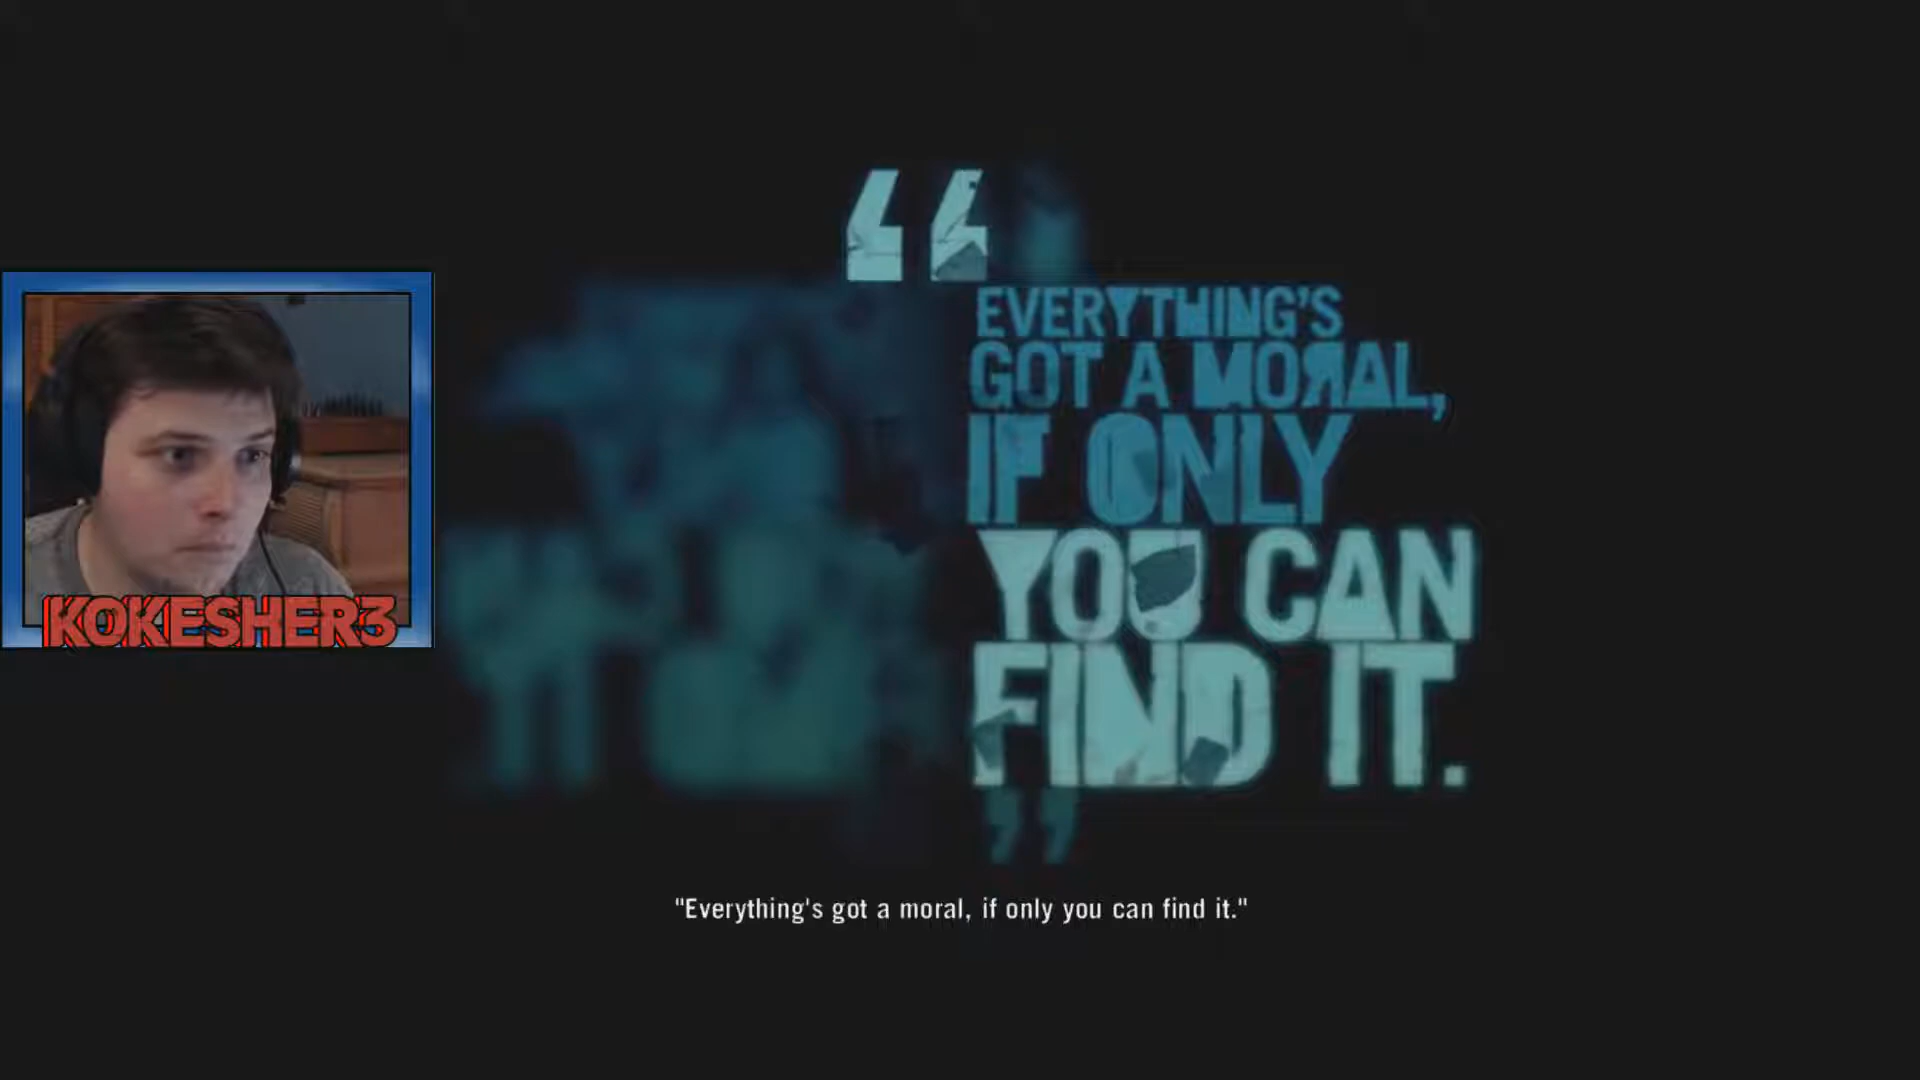 “
EVERYTHING'S
GOT A MORAL,
IF ONLY
YOU CAN
FIND IT.
”
KOKESHER3
"Everything's got a moral, if only you can find it."